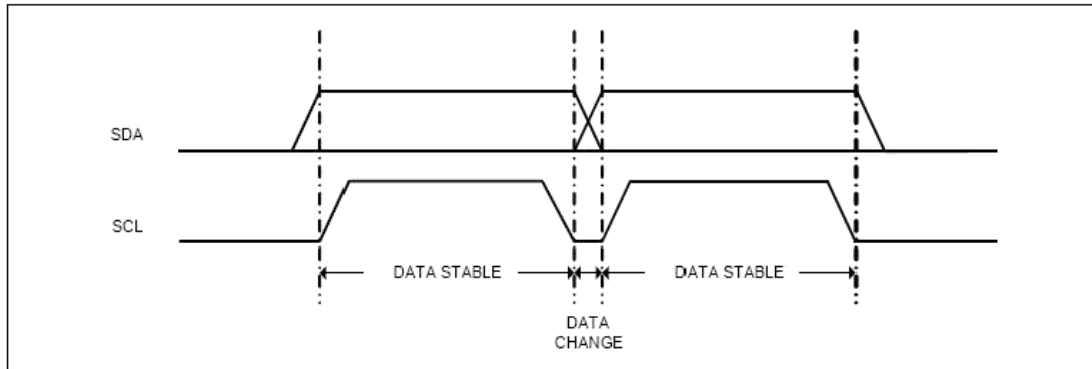 SDA
SCL
DATA STABLE
DATA STABLE
DATA
CHANGE